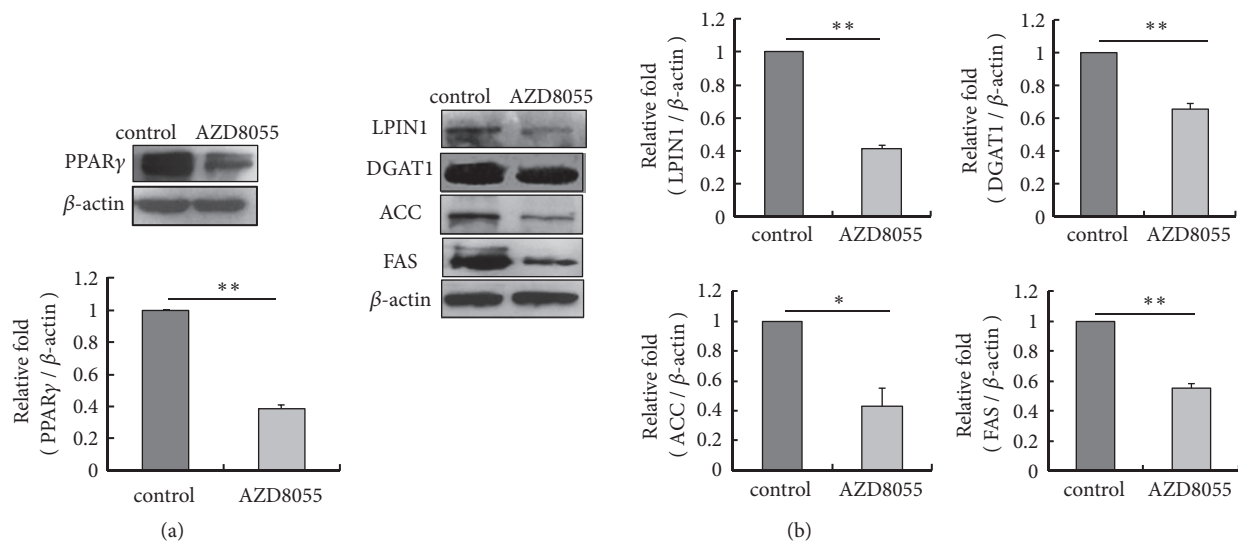 control AZD8055
PPARγ
β-actin
Relative fold
( PPARγ / β-actin )
1.2
1
0.8
0.6
0.4
0.2
0
**
control AZD8055
(a)
control AZD8055
LPIN1
DGAT1
ACC
FAS
β-actin
Relative fold
( LPIN1 / β-actin )
1.2
1
0.8
0.6
0.4
0.2
0
**
control AZD8055
Relative fold
( DGAT1 / β-actin )
1.2
1
0.8
0.6
0.4
0.2
0
**
control AZD8055
Relative fold
( ACC / β-actin )
1.2
1
0.8
0.6
0.4
0.2
0
*
control AZD8055
Relative fold
( FAS / β-actin )
1.2
1
0.8
0.6
0.4
0.2
0
**
control AZD8055
(b)